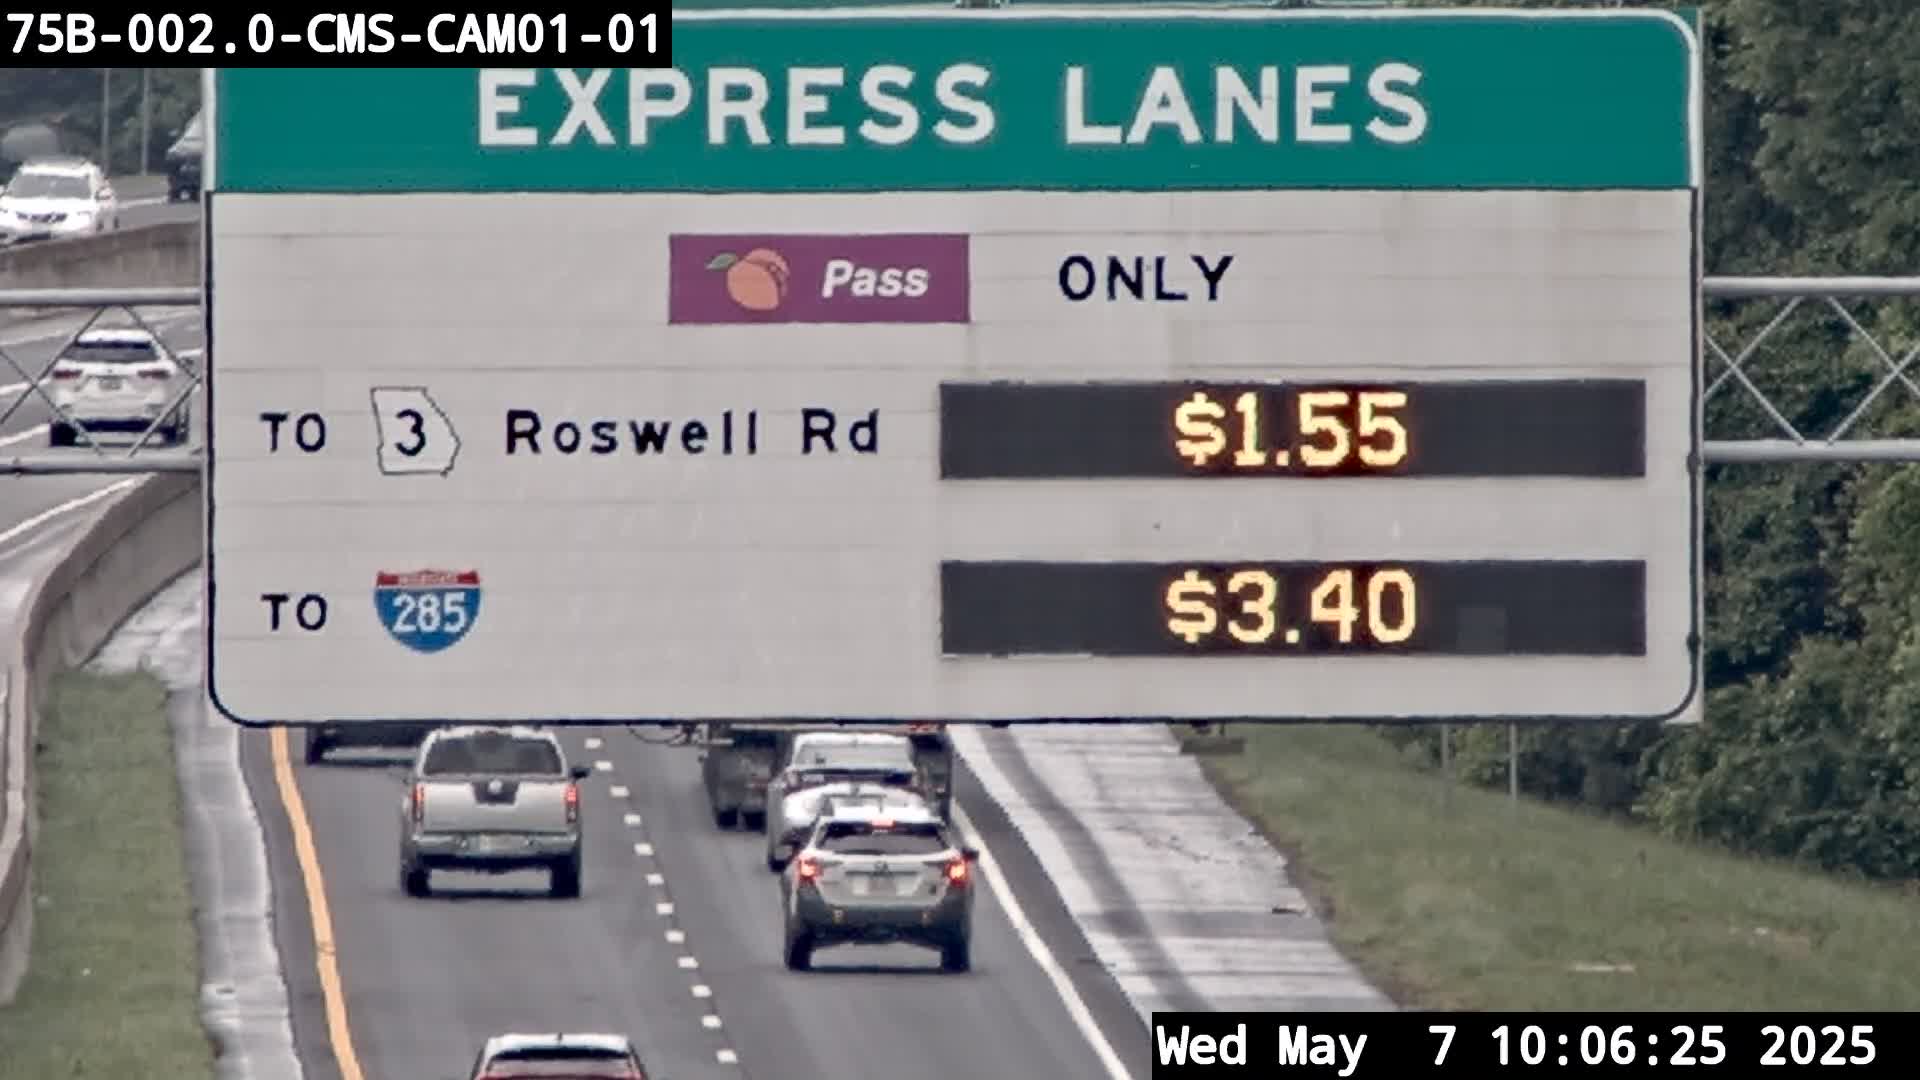 75B-002.0-CMS-CAM01-01
EXPRESS LANES
Pass ONLY
TO 3 Roswell Rd $1.55
TO 285 $3.40
Wed May 7 10:06:25 2025